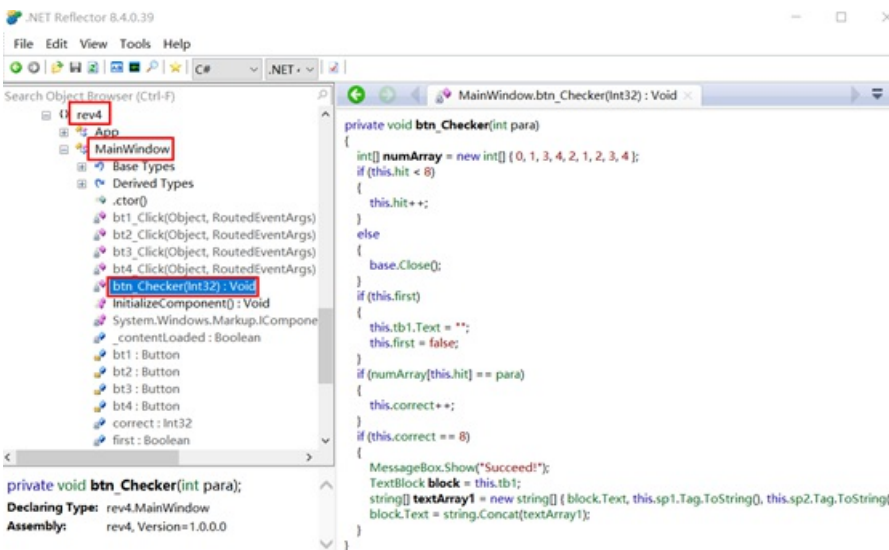 .NET Reflector 8.4.0.39
File Edit View Tools Help
C# .NET
Search Object Browser (Ctrl-F)
rev4
App
MainWindow
Base Types
Derived Types
.ctor()
bt1_Click(Object, RoutedEventArgs)
bt2_Click(Object, RoutedEventArgs)
bt3_Click(Object, RoutedEventArgs)
bt4_Click(Object, RoutedEventArgs)
btn_Checker(Int32) : Void
InitializeComponent() : Void
System.Windows.Markup.ICompone
_contentLoaded : Boolean
bt1 : Button
bt2 : Button
bt3 : Button
bt4 : Button
correct : Int32
first : Boolean
private void btn_Checker(int para);
Declaring Type: rev4.MainWindow
Assembly: rev4, Version=1.0.0.0
MainWindow.btn_Checker(Int32) : Void
private void btn_Checker(int para)
{
int[] numArray = new int[] { 0, 1, 3, 4, 2, 1, 2, 3, 4 };
if (this.hit < 8)
{
this.hit++;
}
else
{
base.Close();
}
if (this.first)
{
this.tb1.Text = "";
this.first = false;
}
if (numArray[this.hit] == para)
{
this.correct++;
}
if (this.correct == 8)
{
MessageBox.Show("Succeed!");
TextBlock block = this.tb1;
string[] textArray1 = new string[] { block.Text, this.sp1.Tag.ToString(), this.sp2.Tag.ToString(
block.Text = string.Concat(textArray1);
}
}